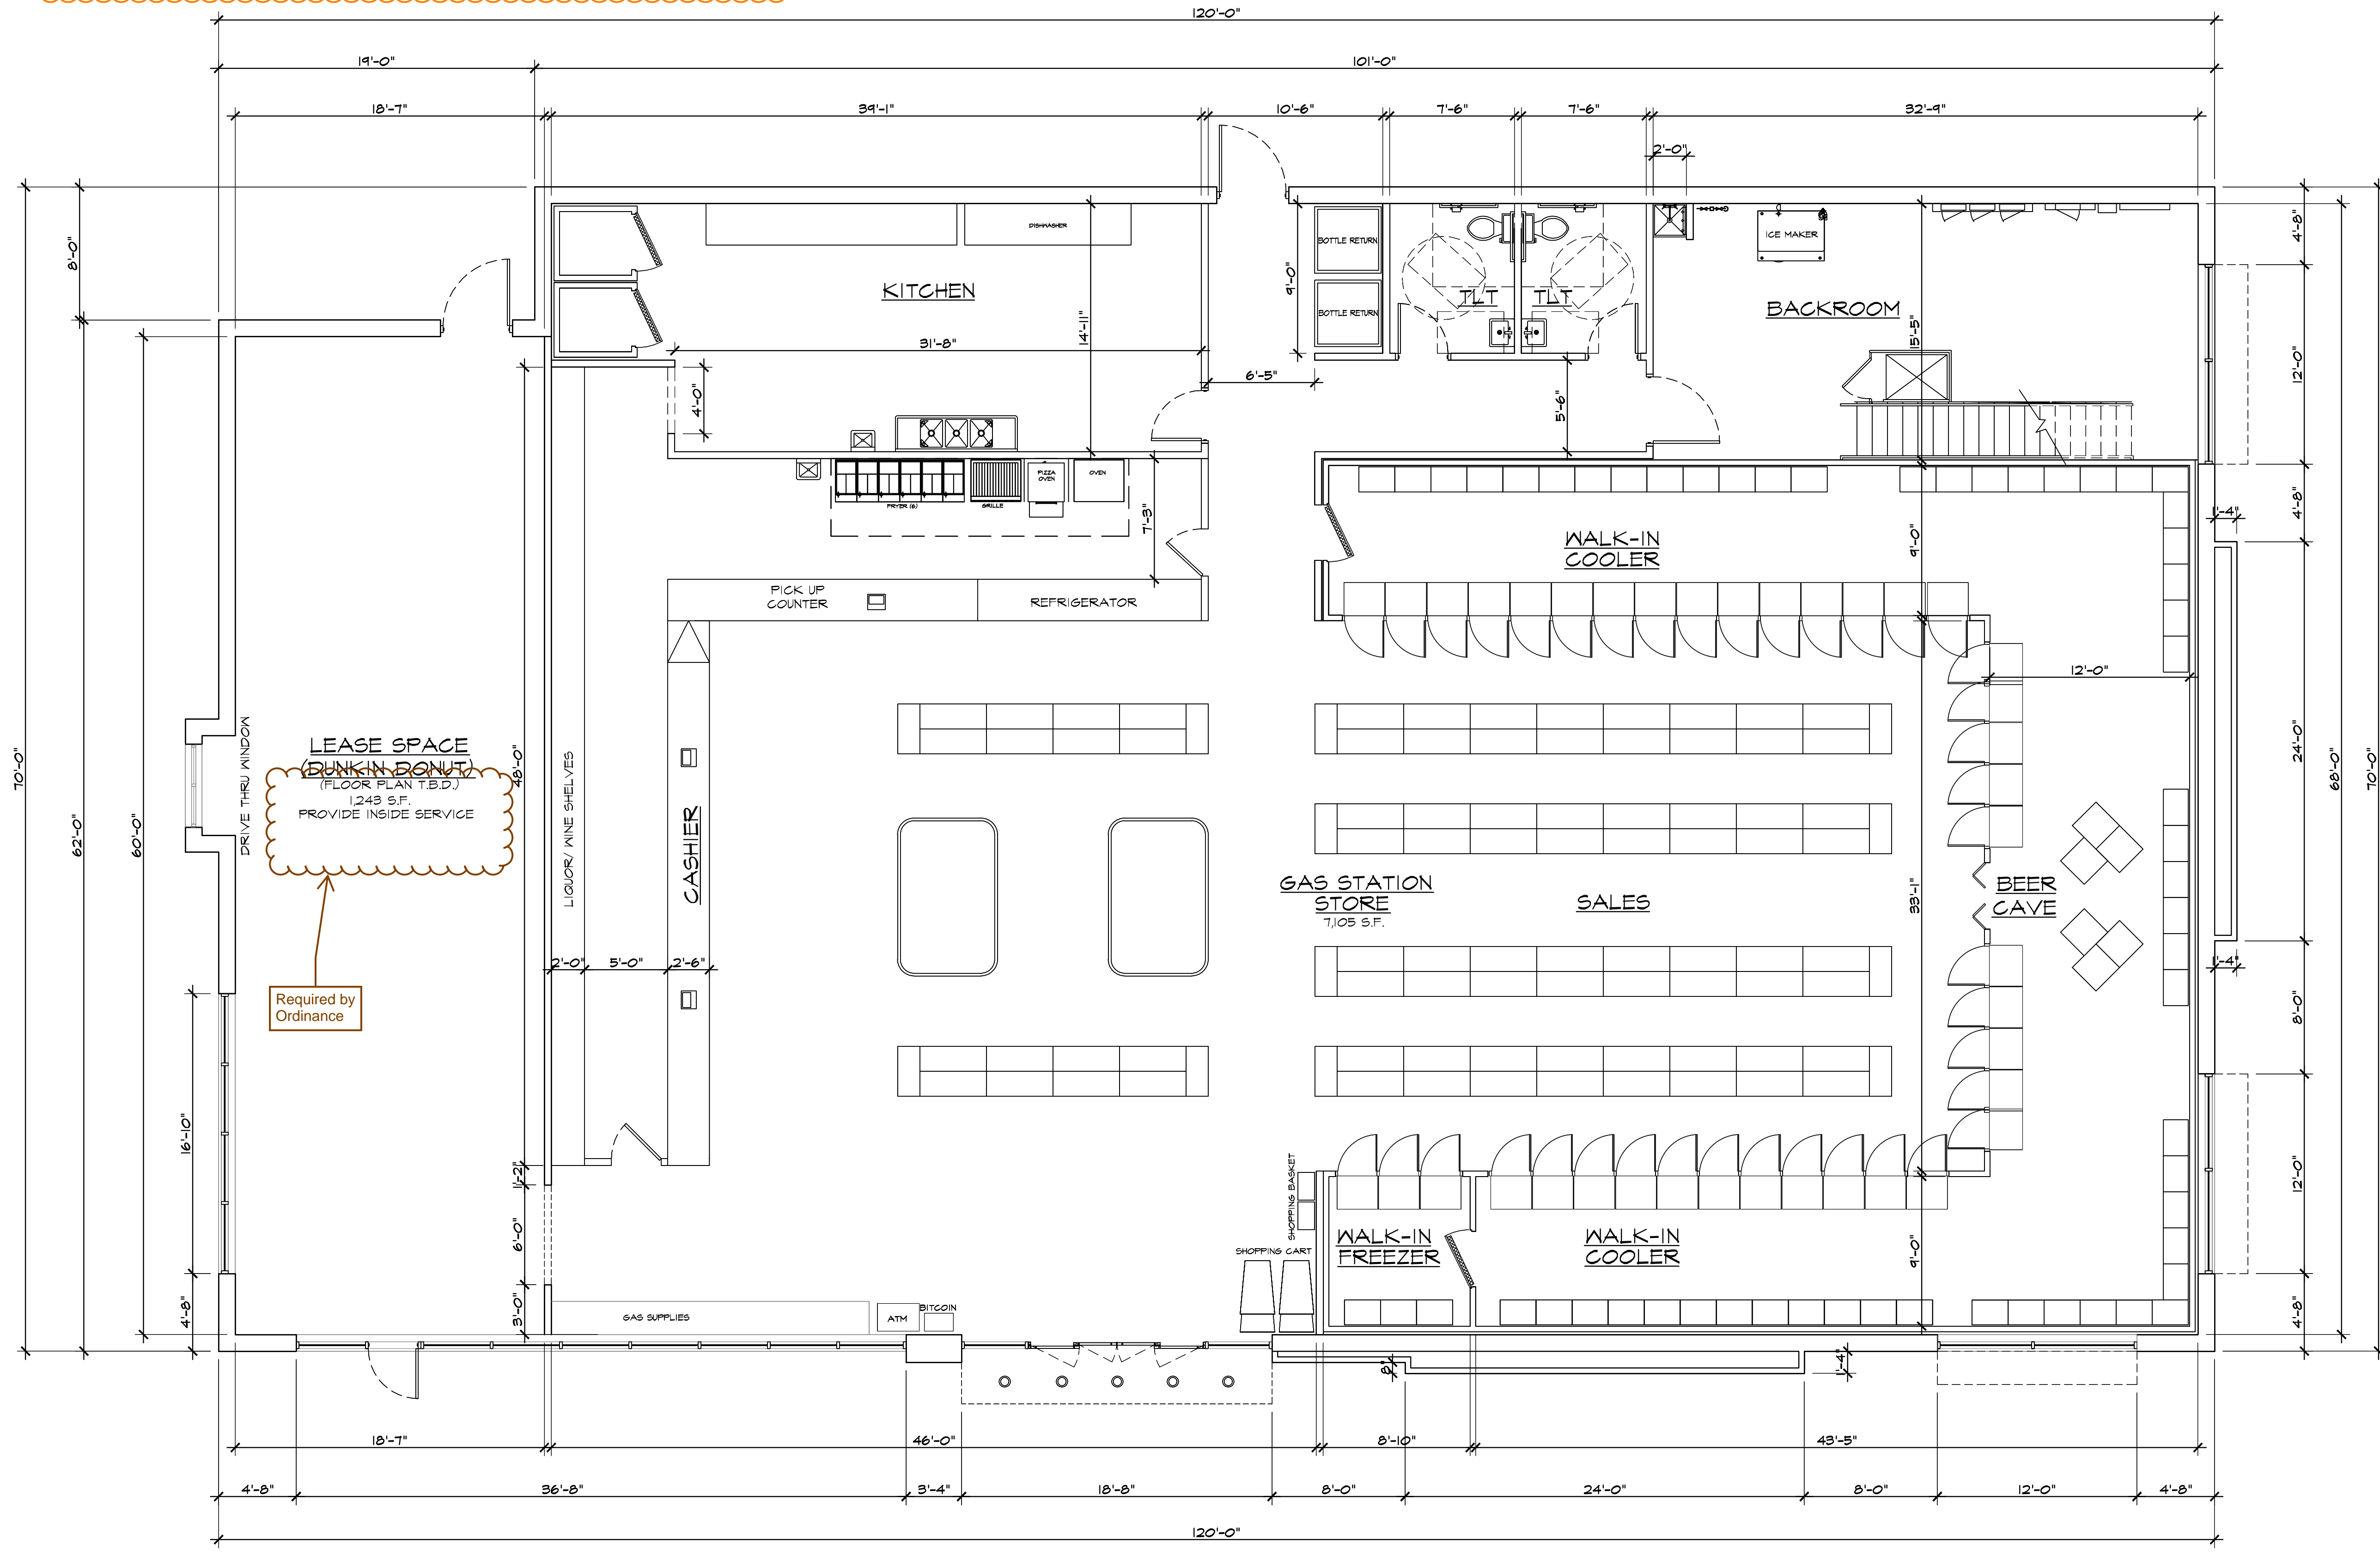 120'-0"
19'-0"
101'-0"
18'-7"
39'-1"
10'-6"
7'-6"
7'-6"
32'-9"
2'-0"
8'-0"
DISHWASHER
BOTTLE RETURN
ICE MAKER
4'-8"
KITCHEN
9'-0"
TLT
TLT
BACKROOM
BOTTLE RETURN
14'-11"
31'-8"
15'-5"
12'-0"
6'-5"
4'-0"
5'-6"
PIZZA
OVEN
OVEN
FRYER (6)
GRILLE
7'-3"
4'-8"
1'-4"
WALK-IN
COOLER
9'-0"
PICK UP
COUNTER
REFRIGERATOR
12'-0"
70'-0"
62'-0"
60'-0"
DRIVE THRU WINDOW
LEASE SPACE
(DUNKIN DONUT)
(FLOOR PLAN T.B.D.)
1,243 S.F.
PROVIDE INSIDE SERVICE
48'-0"
LIQUOR/ WINE SHELVES
CASHIER
24'-0"
68'-0"
70'-0"
GAS STATION
STORE
7,105 S.F.
SALES
33'-1"
BEER
CAVE
2'-0"
5'-0"
2'-6"
1'-4"
Required by
Ordinance
8'-0"
16'-10"
1'-2"
6'-0"
3'-0"
4'-8"
SHOPPING BASKET
SHOPPING CART
WALK-IN
FREEZER
WALK-IN
COOLER
9'-0"
12'-0"
4'-8"
GAS SUPPLIES
ATM
BITCOIN
8"
1'-4"
18'-7"
46'-0"
8'-10"
43'-5"
4'-8"
36'-8"
3'-4"
18'-8"
8'-0"
24'-0"
8'-0"
12'-0"
4'-8"
120'-0"